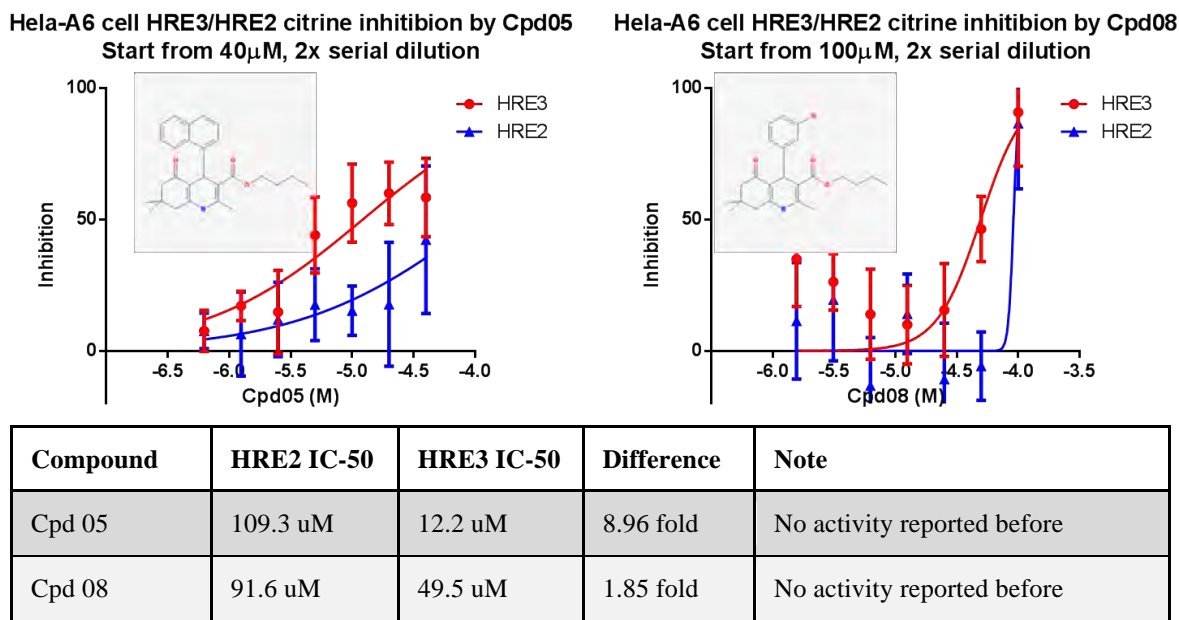 Hela-A6 cell HRE3/HRE2 citrine inhitibion by Cpd05
Start from 40μM, 2x serial dilution
100
50
0
Inhibition
HRE3
HRE2
-6.5
-6.0
-5.5
-5.0
-4.5
-4.0
Cpd05 (M)
Hela-A6 cell HRE3/HRE2 citrine inhitibion by Cpd08
Start from 100μM, 2x serial dilution
100
50
0
Inhibition
HRE3
HRE2
-6.0
-5.5
-5.0
-4.5
-4.0
-3.5
Cpd08 (M)
Compound HRE2 IC-50 HRE3 IC-50 Difference Note
Cpd 05 109.3 uM 12.2 uM 8.96 fold No activity reported before
Cpd 08 91.6 uM 49.5 uM 1.85 fold No activity reported before